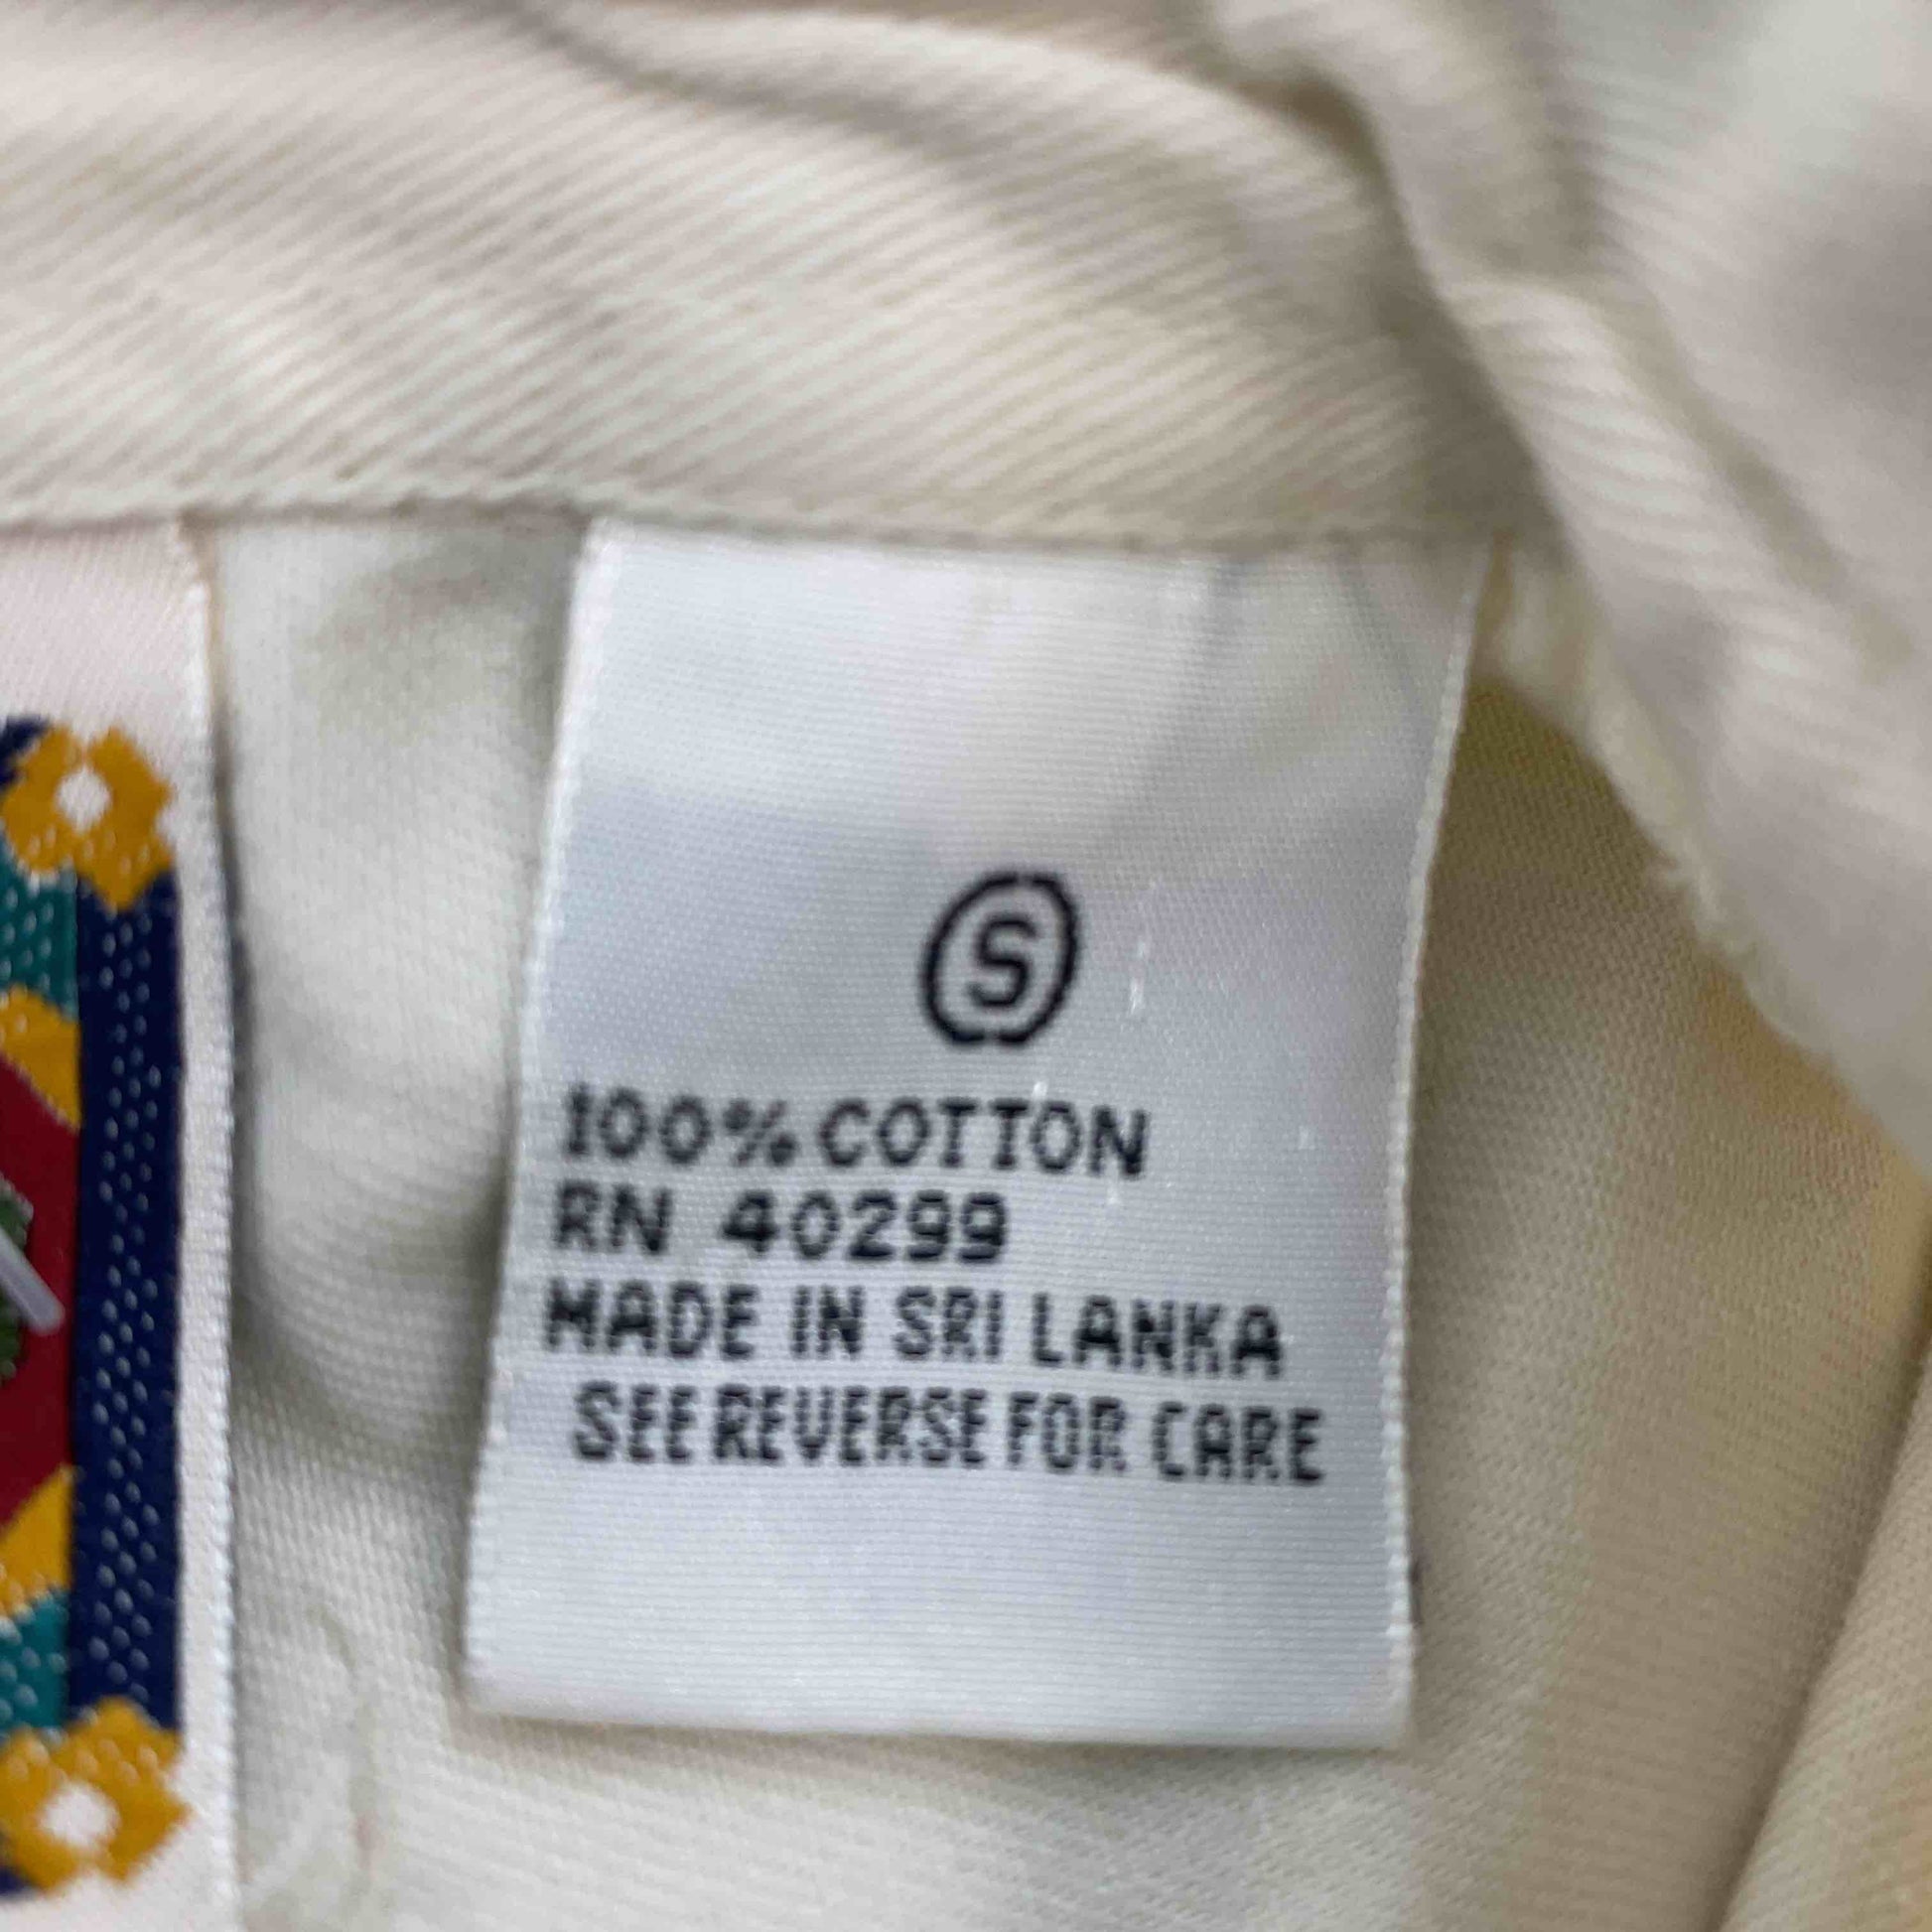 S
100% COTTON
RN 40299
MADE IN SRI LANKA
SEE REVERSE FOR CARE